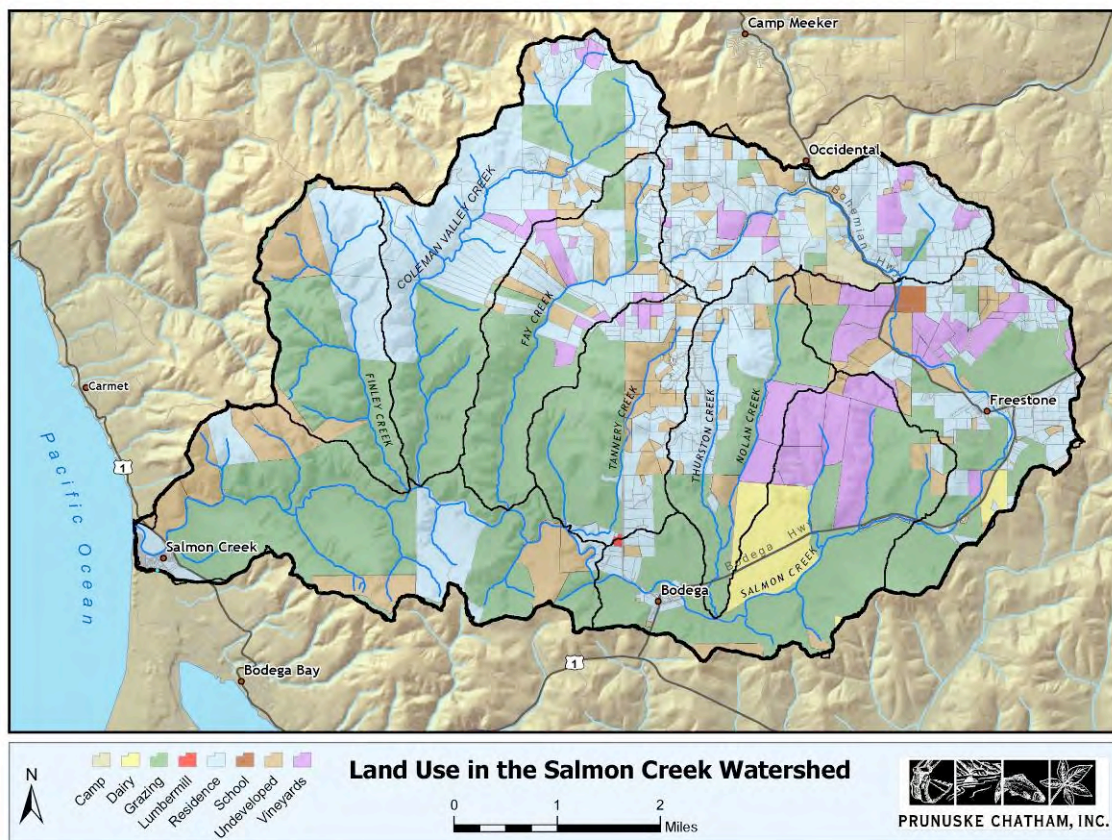 Camp Meeker
Occidental
Bohemian Hwy
COLEMAN VALLEY CREEK
FAY CREEK
FINLEY CREEK
TANNERY CREEK
THURSTON CREEK
NOLAN CREEK
Freestone
Carmet
1
Pacific Ocean
Salmon Creek
Bodega Hwy
SALMON CREEK
Bodega
1
Bodega Bay
N
Camp
Dairy
Grazing
Lumbermill
Residence
School
Undeveloped
Vineyards
Land Use in the Salmon Creek Watershed
0 1 2
Miles
PRUNUSKE CHATHAM, INC.